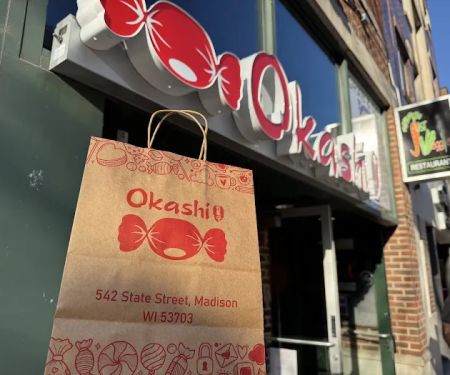 Okashi
Okashi
542 State Street, Madison
WI 53703
RESTAURANT